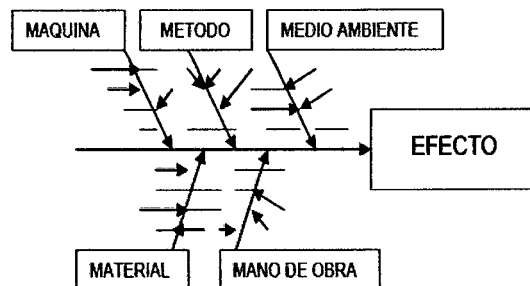 MAQUINA
METODO
MEDIO AMBIENTE
EFECTO
MATERIAL
MANO DE OBRA